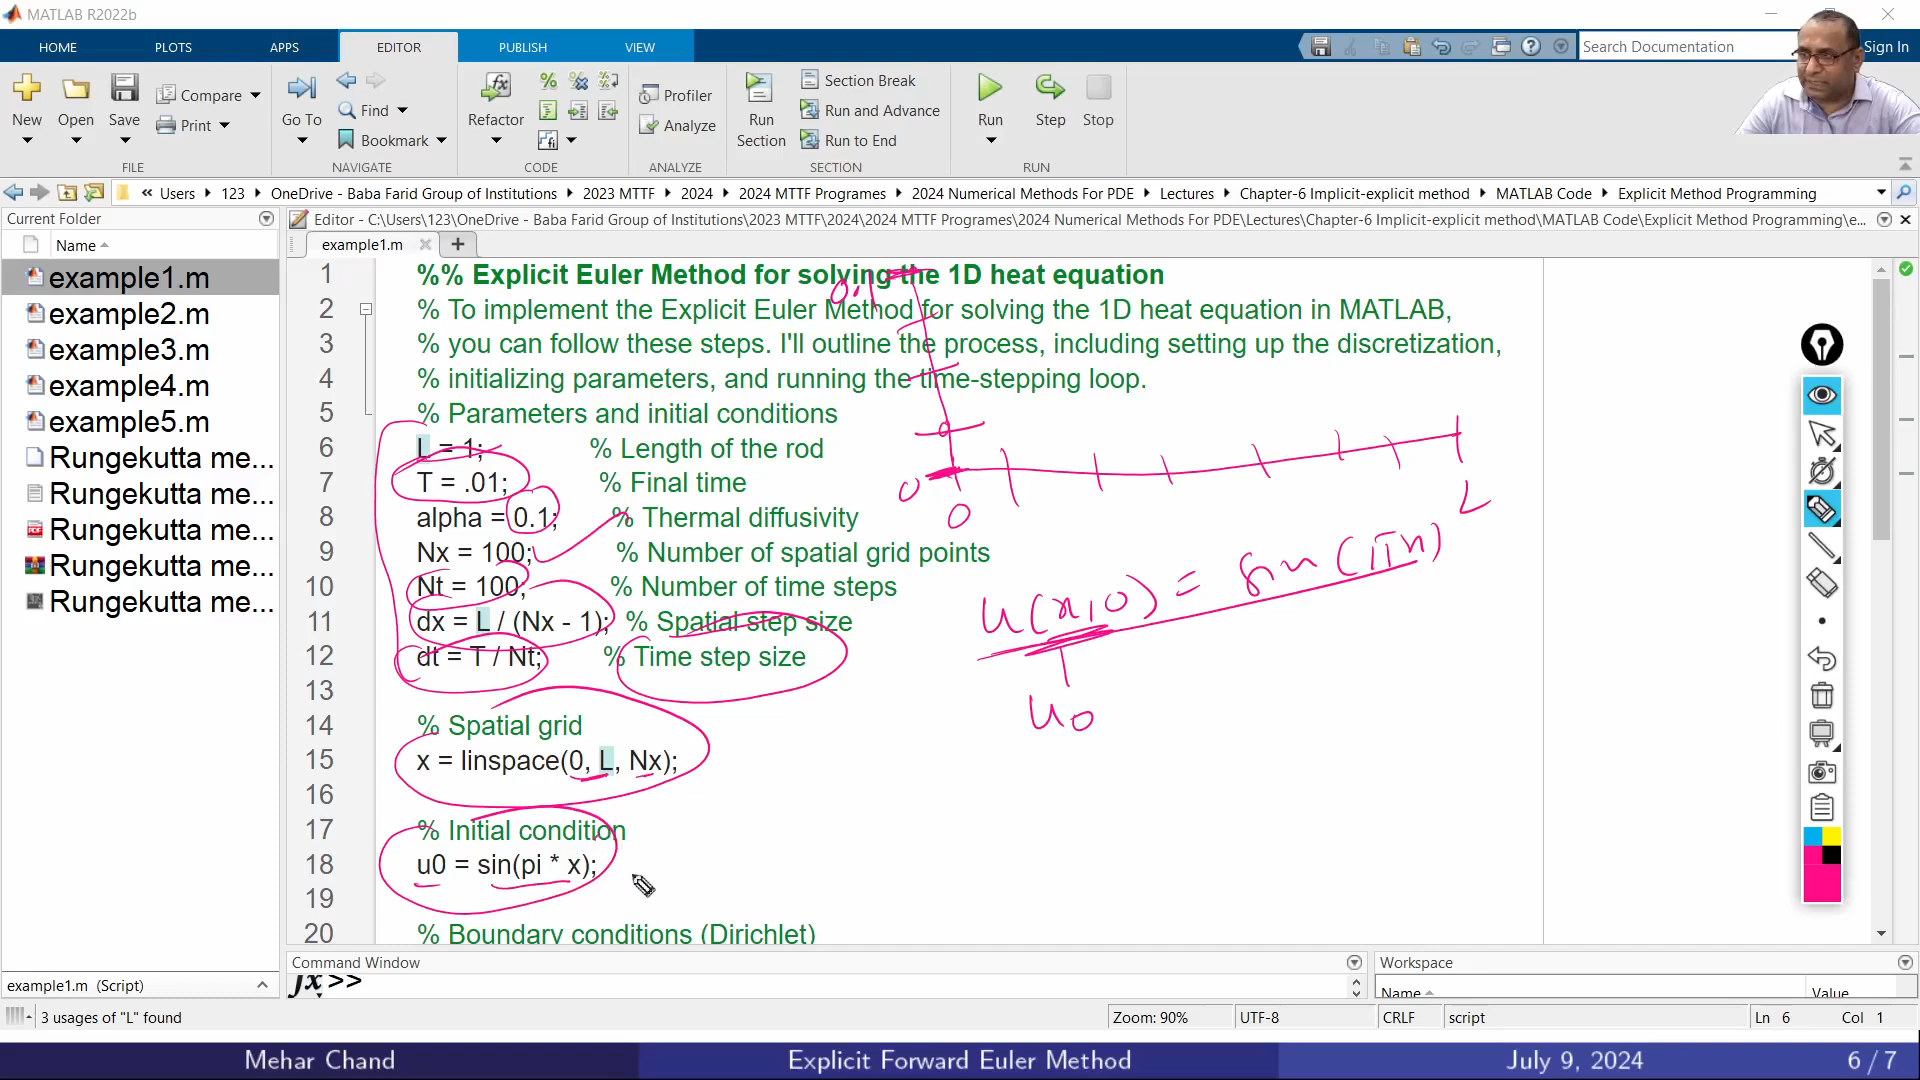 MATLAB R2022b
HOME PLOTS APPS EDITOR PUBLISH VIEW
Search Documentation Sign In
New Open Save Compare Print
FILE
Go To Find Bookmark
NAVIGATE
Refactor
CODE
Profiler Analyze
ANALYZE
Run Section
Section Break
Run and Advance
Run to End
SECTION
Run Step Stop
RUN
« Users 123 OneDrive - Baba Farid Group of Institutions 2023 MTTF 2024 2024 MTTF Programes 2024 Numerical Methods For PDE Lectures Chapter-6 Implicit-explicit method MATLAB Code Explicit Method Programming
Current Folder
Name
example1.m
example2.m
example3.m
example4.m
example5.m
Rungekutta me...
Rungekutta me...
Rungekutta me...
Rungekutta me...
Rungekutta me...
example1.m (Script)
Editor - C:\Users\123\OneDrive - Baba Farid Group of Institutions\2023 MTTF\2024\2024 MTTF Programes\2024 Numerical Methods For PDE\Lectures\Chapter-6 Implicit-explicit method\MATLAB Code\Explicit Method Programming\e...
example1.m
1 %% Explicit Euler Method for solving the 1D heat equation
2 % To implement the Explicit Euler Method for solving the 1D heat equation in MATLAB,
3 % you can follow these steps. I'll outline the process, including setting up the discretization,
4 % initializing parameters, and running the time-stepping loop.
5 % Parameters and initial conditions
6 L = 1; % Length of the rod
7 T = .01; % Final time
8 alpha = 0.1; % Thermal diffusivity
9 Nx = 100; % Number of spatial grid points
10 Nt = 100; % Number of time steps
11 dx = L / (Nx - 1); % Spatial step size
12 dt = T / Nt; % Time step size
13
14 % Spatial grid
15 x = linspace(0, L, Nx);
16
17 % Initial condition
18 u0 = sin(pi * x);
19
20 % Boundary conditions (Dirichlet)
0.1
0
0
L
u(x,0) = sin(πx)
u0
Command Window
fx >>
Workspace
Name Value
3 usages of "L" found
Zoom: 90% UTF-8 CRLF script Ln 6 Col 1
Mehar Chand Explicit Forward Euler Method July 9, 2024 6 / 7